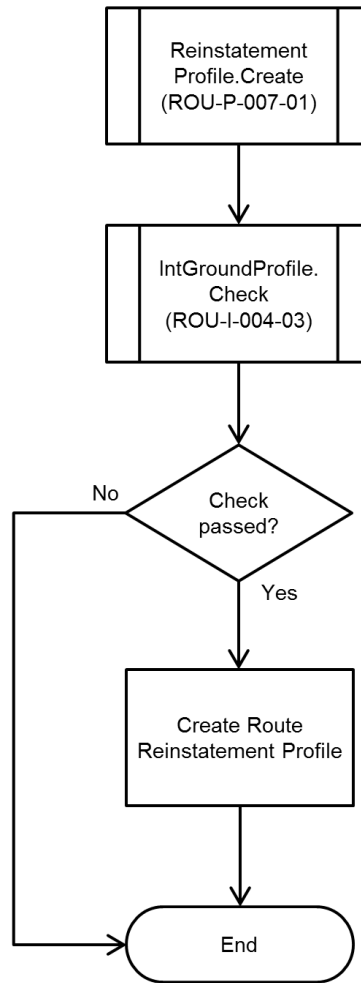 Reinstatement
Profile.Create
(ROU-P-007-01)
IntGroundProfile.
Check
(ROU-I-004-03)
No
Check
passed?
Yes
Create Route
Reinstatement Profile
End